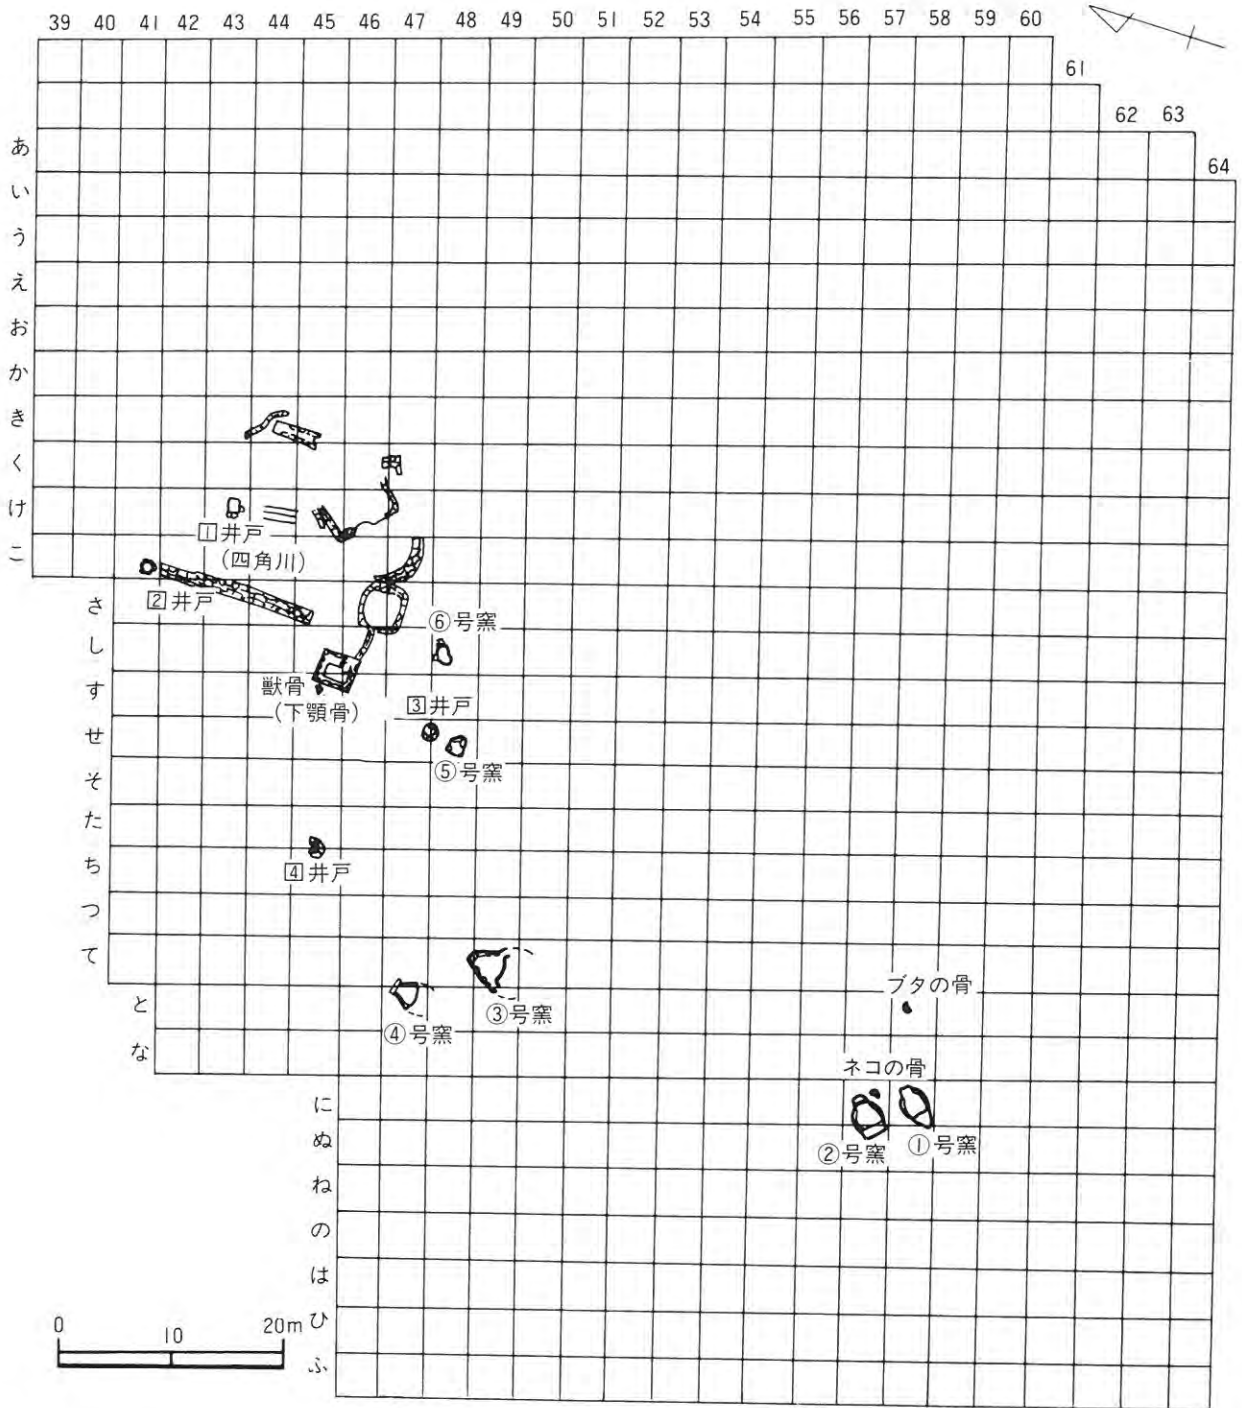 39 40 41 42 43 44 45 46 47 48 49 50 51 52 53 54 55 56 57 58 59 60
61
62 63
64
あ
い
う
え
お
か
き
く
け
こ
さ
し
す
せ
そ
た
ち
つ
て
と
な
に
ぬ
ね
の
は
ひ
ふ
1井戸
(四角川)
2井戸
⑥号窯
獣骨
(下顎骨)
3井戸
⑤号窯
4井戸
③号窯
④号窯
ブタの骨
ネコの骨
②号窯
①号窯
0 10 20m